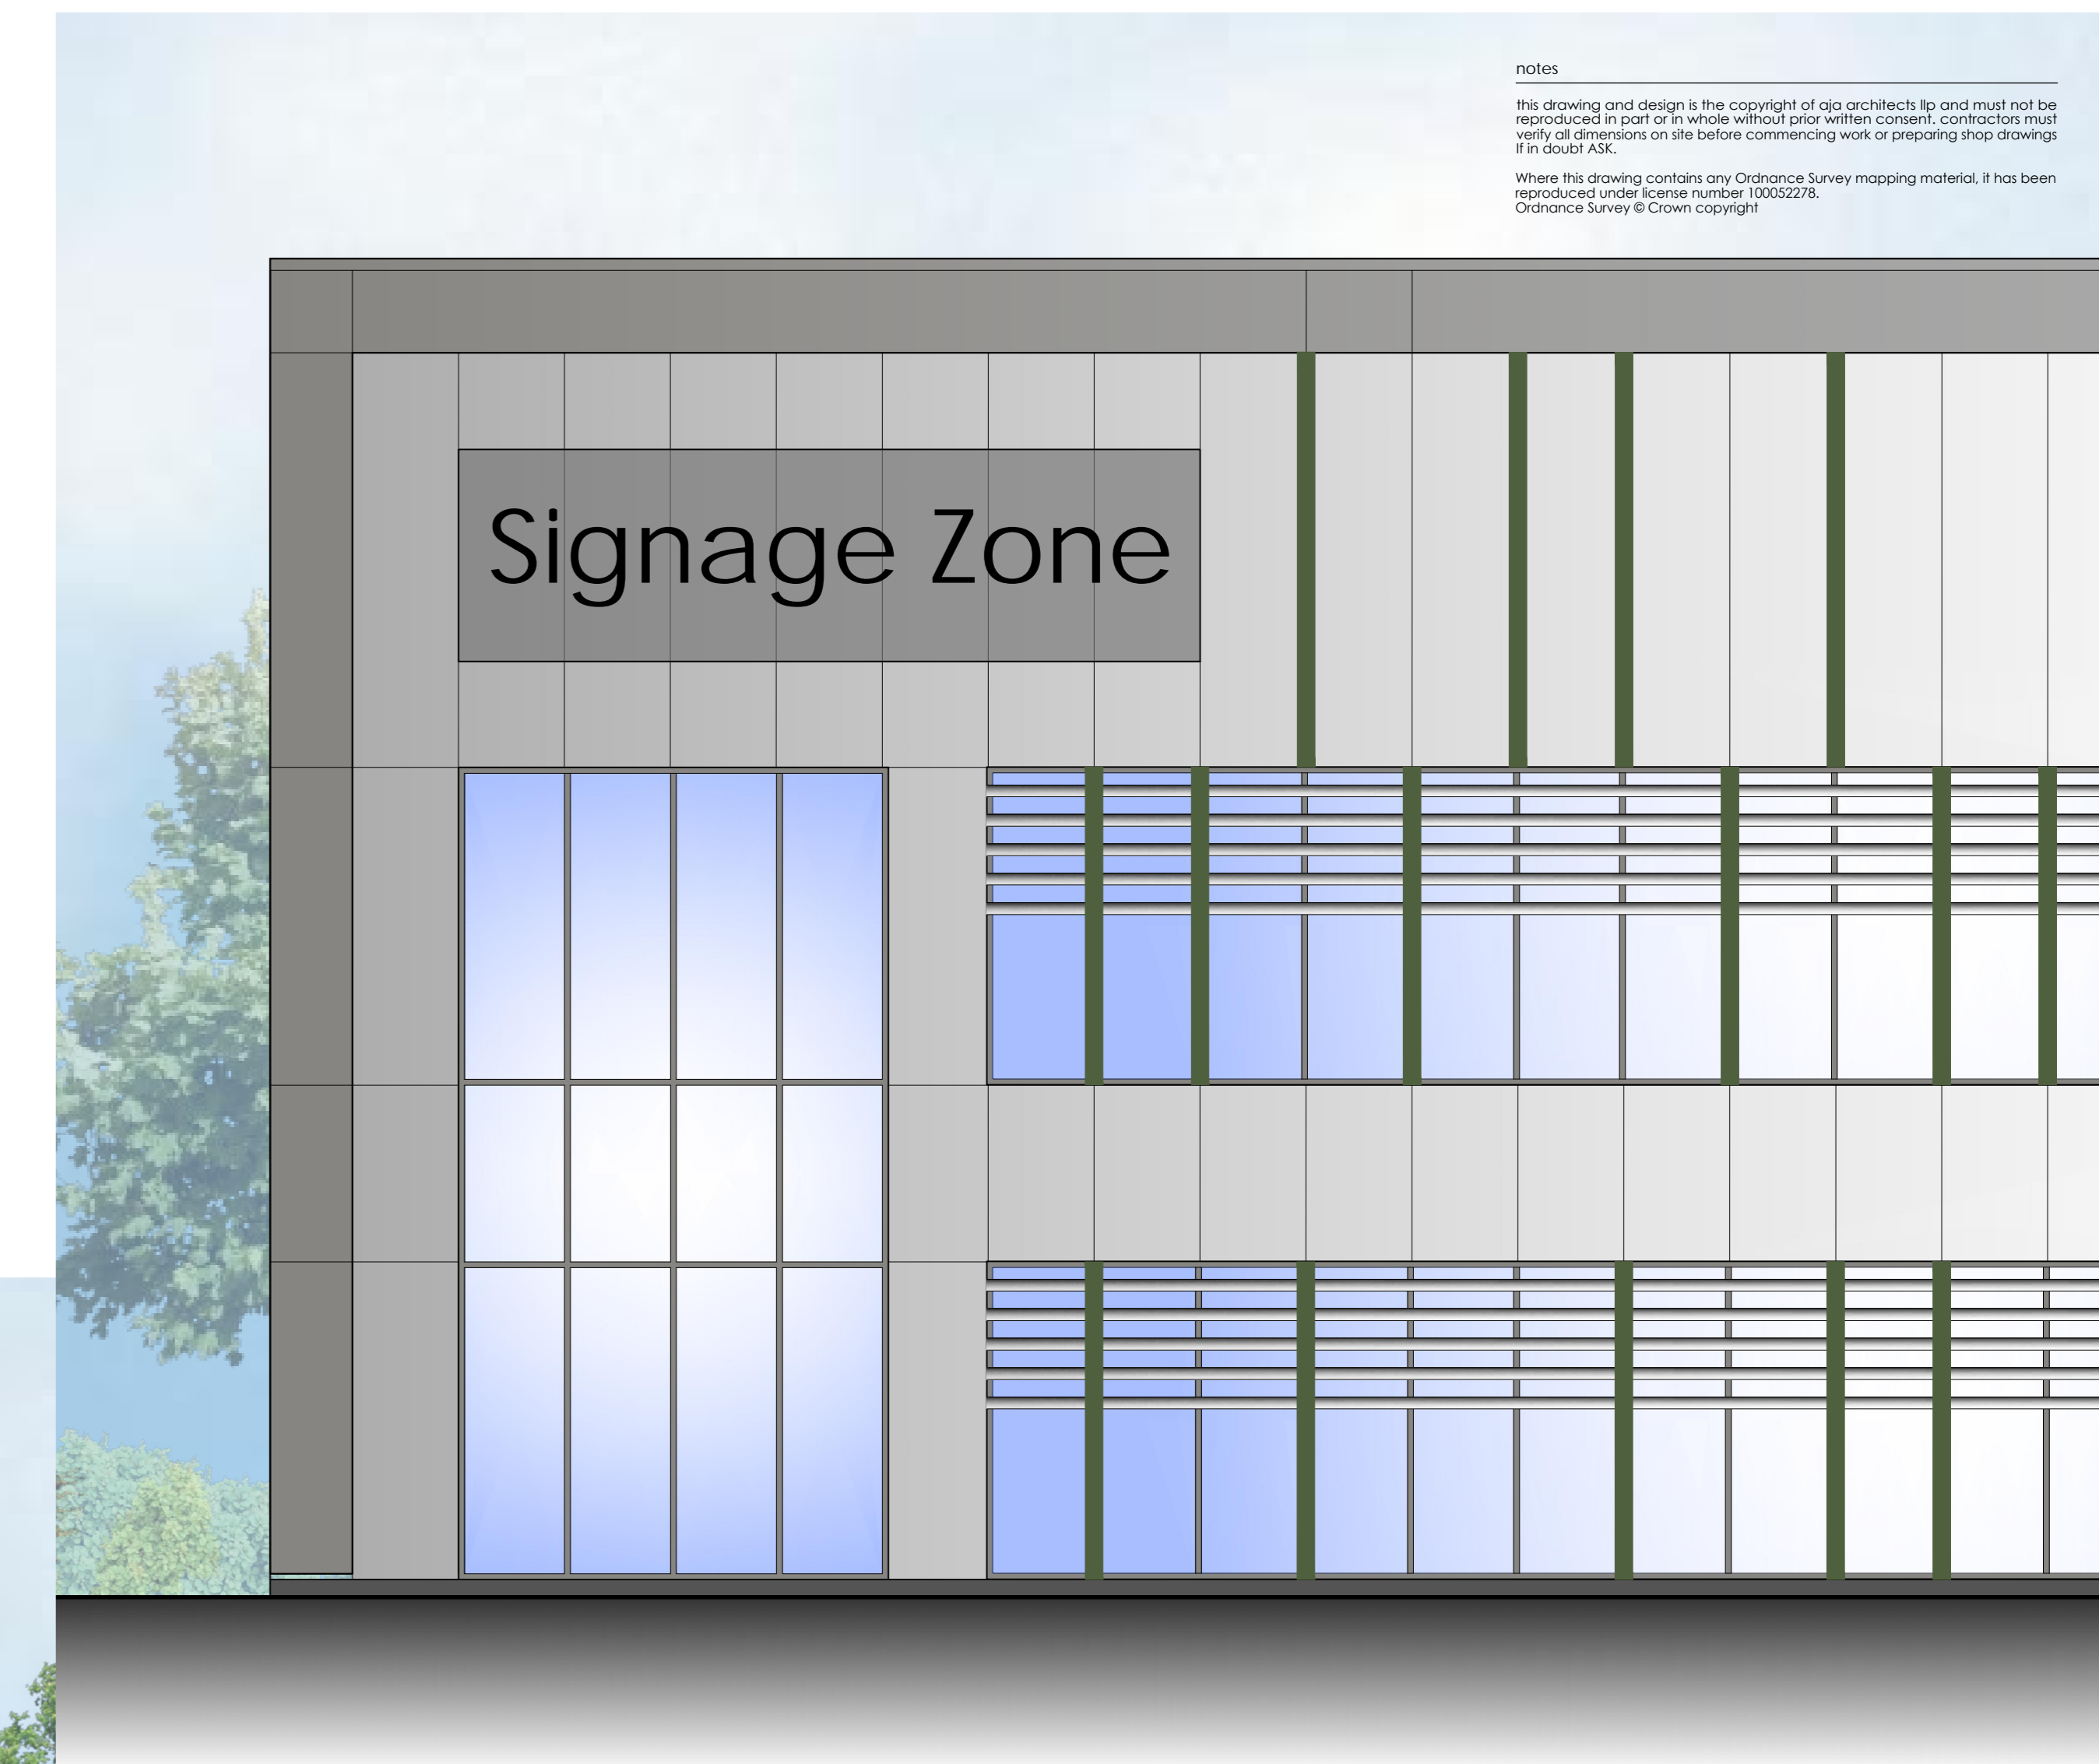 notes
this drawing and design is the copyright of aja architects llp and must not be
reproduced in part or in whole without prior written consent. contractors must
verify all dimensions on site before commencing work or preparing shop drawings
If in doubt ASK.
Where this drawing contains any Ordnance Survey mapping material, it has been
reproduced under license number 100052278.
Ordnance Survey © Crown copyright
Signage Zone